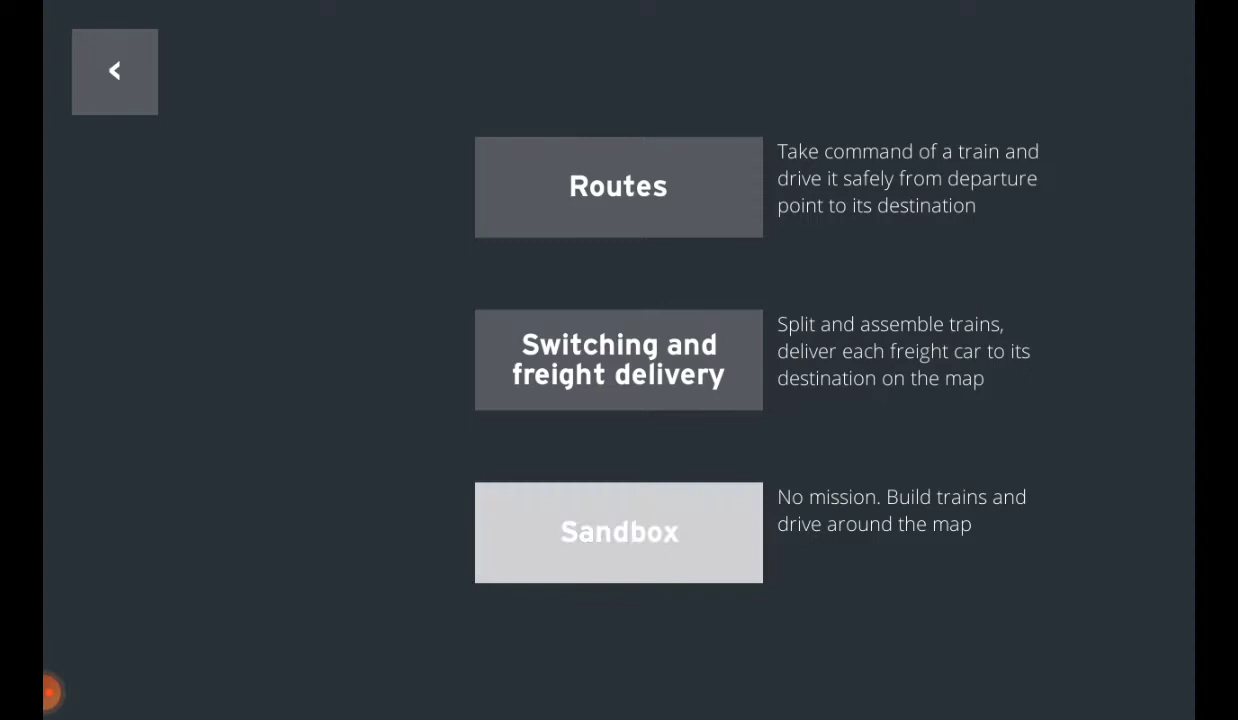 <
Routes
Take command of a train and
drive it safely from departure
point to its destination
Switching and
freight delivery
Split and assemble trains,
deliver each freight car to its
destination on the map
Sandbox
No mission. Build trains and
drive around the map